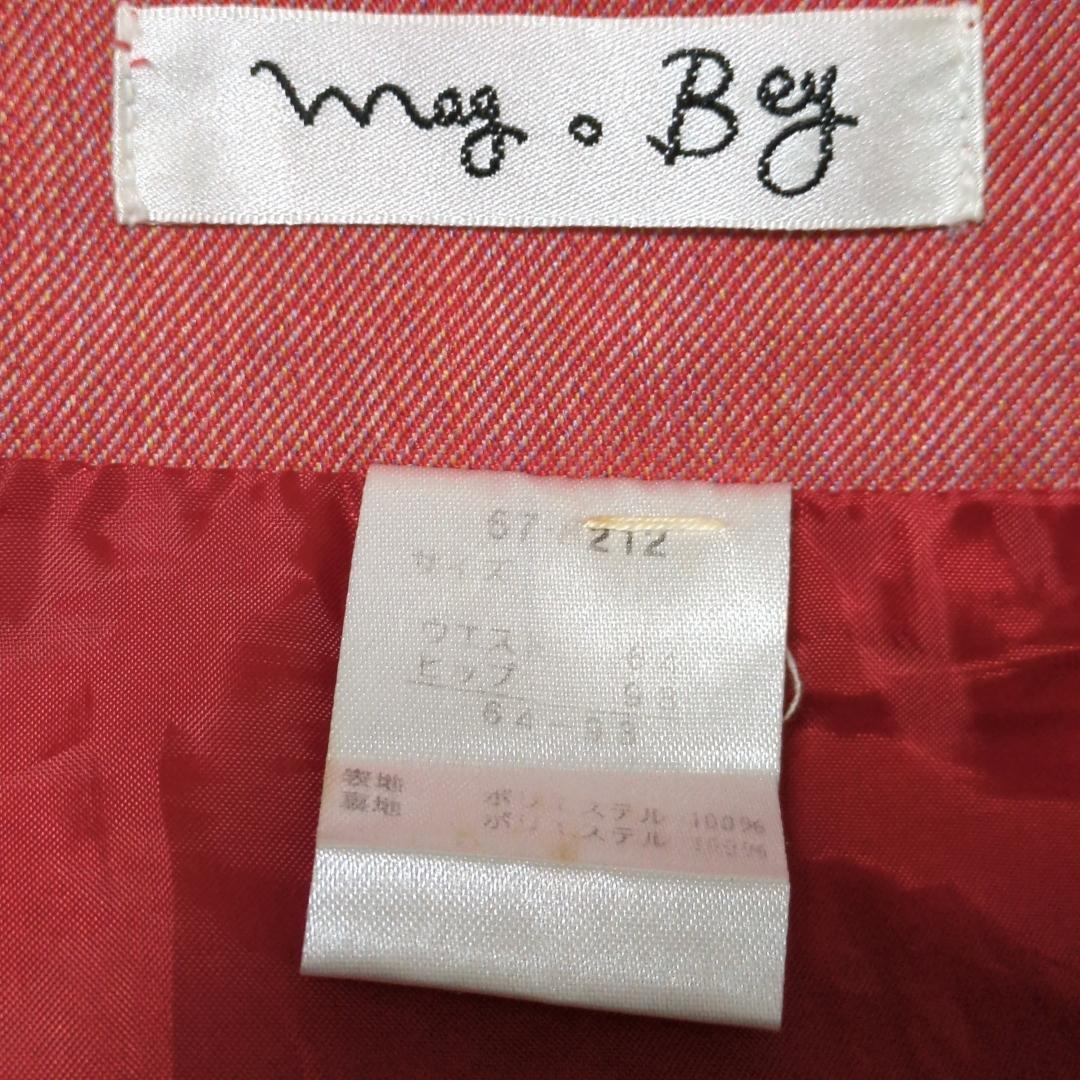 Mag. Bey
67 212
サイズ
ウエスト 64
ヒップ 93
64-93
表地 ポリエステル 100%
裏地 ポリエステル 100%